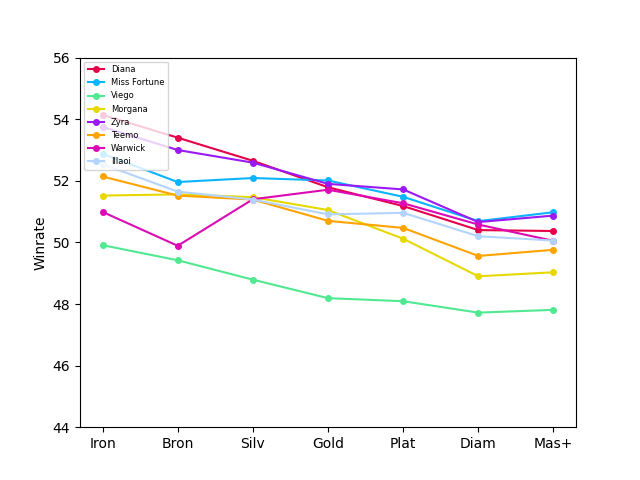 56
54
52
50
48
46
44
Winrate
Diana
Miss Fortune
Viego
Morgana
Zyra
Teemo
Warwick
Illaoi
Iron Bron Silv Gold Plat Diam Mas+